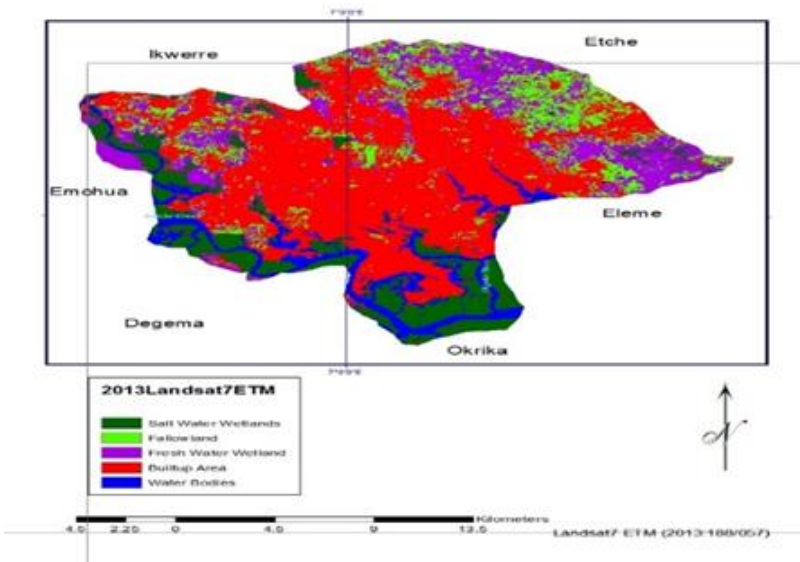 Ikwerre
Etche
Emohua
Eleme
Degema
Okrika
2013Landsat7ETM
Salt Water Wetlands
Fallowland
Fresh Water Wetland
Builtup Area
Water Bodies
N
4.5 2.25 0 4.5 9 13.5 Kilometers
Landsat7 ETM (2013:188/057)